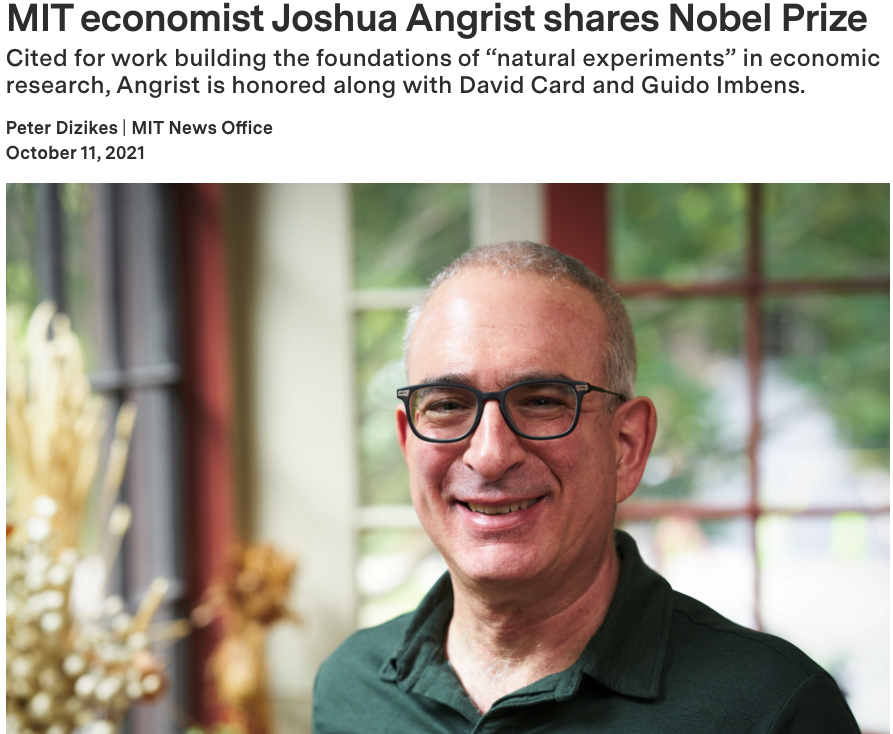 MIT economist Joshua Angrist shares Nobel Prize
Cited for work building the foundations of “natural experiments” in economic
research, Angrist is honored along with David Card and Guido Imbens.
Peter Dizikes | MIT News Office
October 11, 2021